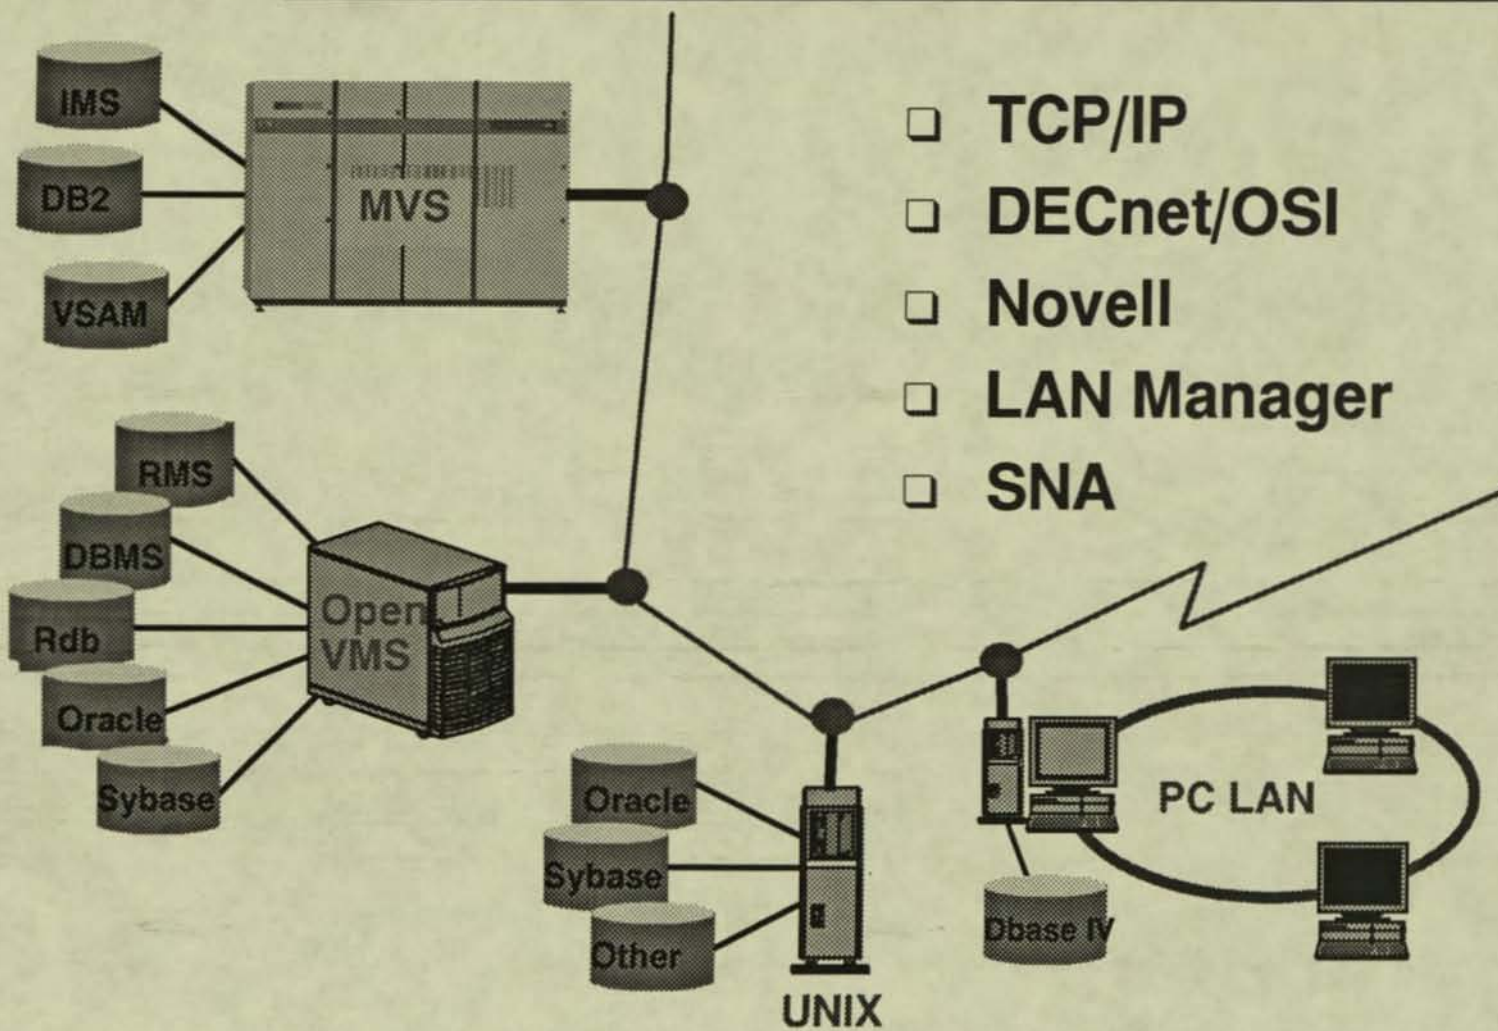 IMS
DB2
VSAM
MVS
TCP/IP
DECnet/OSI
Novell
LAN Manager
SNA
RMS
DBMS
Rdb
Oracle
Sybase
Open
VMS
Oracle
Sybase
Other
UNIX
PC LAN
Dbase IV